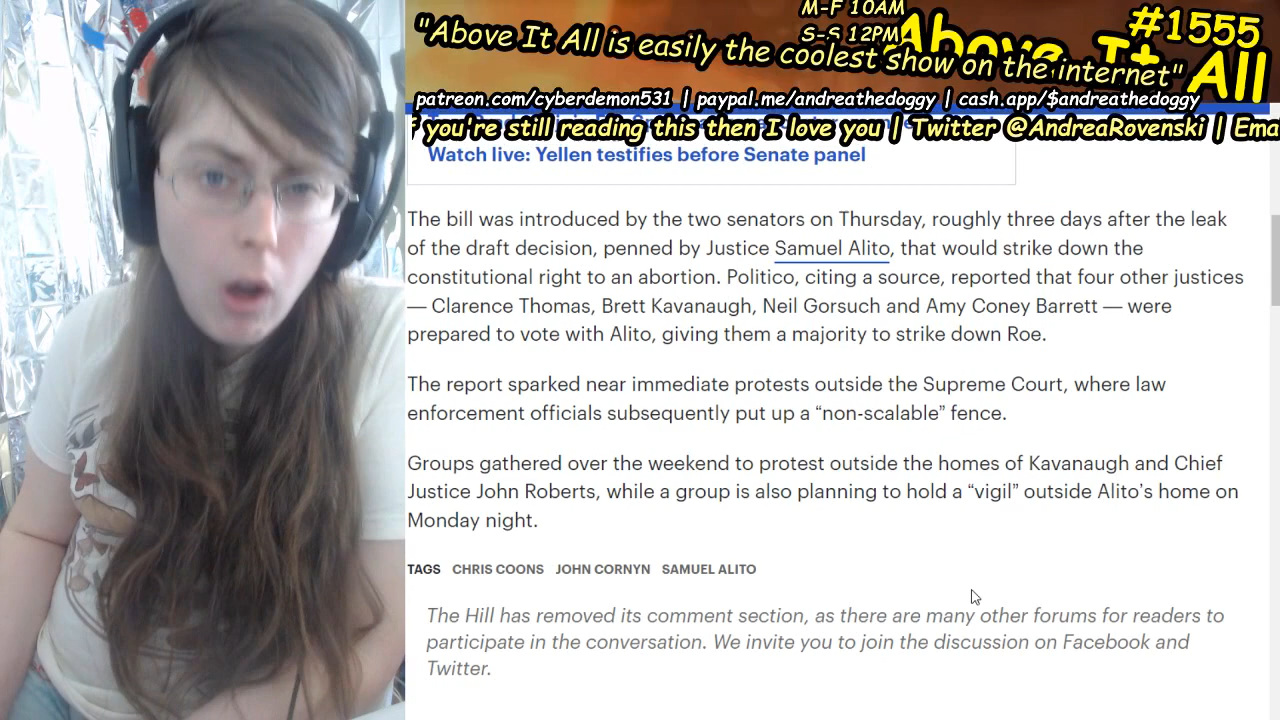 M-F 10AM
S-S 12PM
#1555
Above It All
"Above It All is easily the coolest show on the internet"
patreon.com/cyberdemon531 | paypal.me/andreathedoggy | cash.app/$andreathedoggy
f you're still reading this then I love you | Twitter @AndreaRovenski | Ema
Watch live: Yellen testifies before Senate panel
The bill was introduced by the two senators on Thursday, roughly three days after the leak
of the draft decision, penned by Justice Samuel Alito, that would strike down the
constitutional right to an abortion. Politico, citing a source, reported that four other justices
— Clarence Thomas, Brett Kavanaugh, Neil Gorsuch and Amy Coney Barrett — were
prepared to vote with Alito, giving them a majority to strike down Roe.
The report sparked near immediate protests outside the Supreme Court, where law
enforcement officials subsequently put up a “non-scalable” fence.
Groups gathered over the weekend to protest outside the homes of Kavanaugh and Chief
Justice John Roberts, while a group is also planning to hold a “vigil” outside Alito’s home on
Monday night.
TAGS CHRIS COONS JOHN CORNYN SAMUEL ALITO
The Hill has removed its comment section, as there are many other forums for readers to
participate in the conversation. We invite you to join the discussion on Facebook and
Twitter.